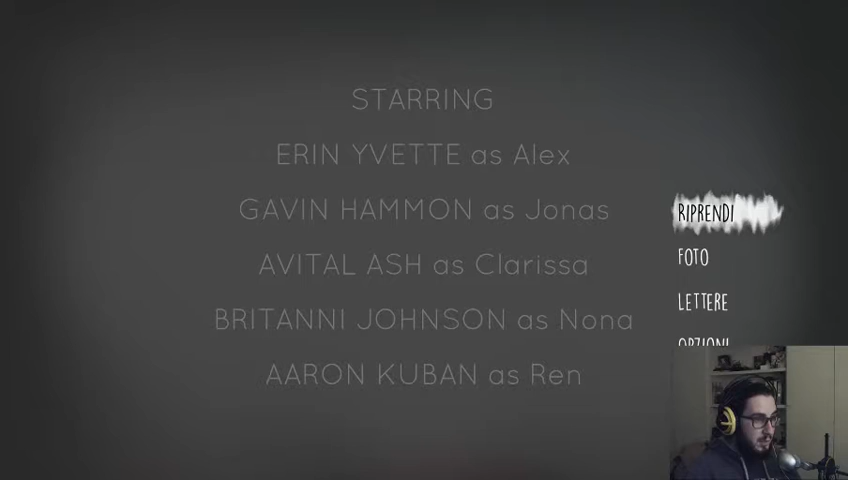 STARRING
ERIN YVETTE as Alex
GAVIN HAMMON as Jonas
AVITAL ASH as Clarissa
BRITANNI JOHNSON as Nona
AARON KUBAN as Ren
RIPRENDI
FOTO
LETTERE
OPZIONI